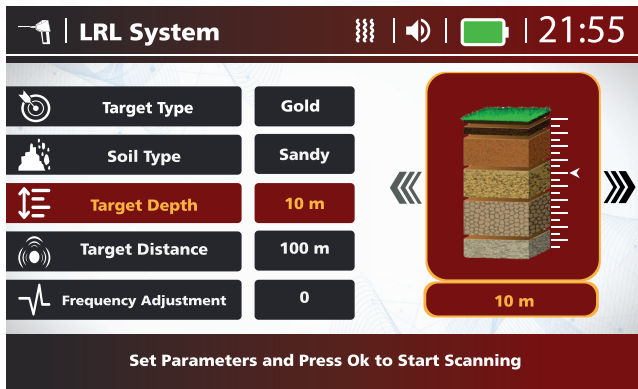 LRL System
21:55
Target Type
Gold
Soil Type
Sandy
Target Depth
10 m
Target Distance
100 m
Frequency Adjustment
0
10 m
Set Parameters and Press Ok to Start Scanning